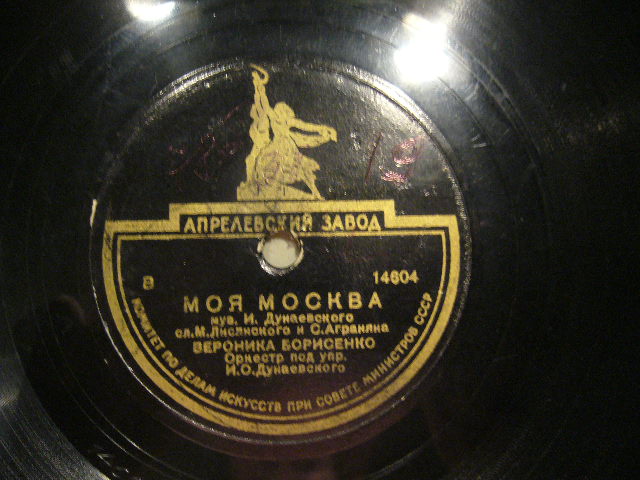 АПРЕЛЕВСКИЙ ЗАВОД
В 14604
МОЯ МОСКВА
муз. И. Дунаевского
сл. М. Лисянского и С. Аграняна
ВЕРОНИКА БОРИСЕНКО
Оркестр под упр.
И.О.Дунаевского
КОМИТЕТ ПО ДЕЛАМ ИСКУССТВ ПРИ СОВЕТЕ МИНИСТРОВ СССР